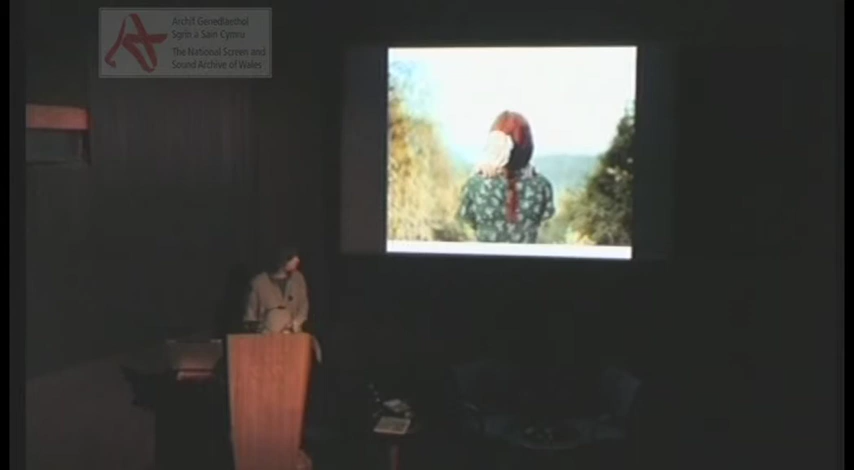 Archif Genedlaethol
Sgrin a Sain Cymru
The National Screen and
Sound Archive of Wales